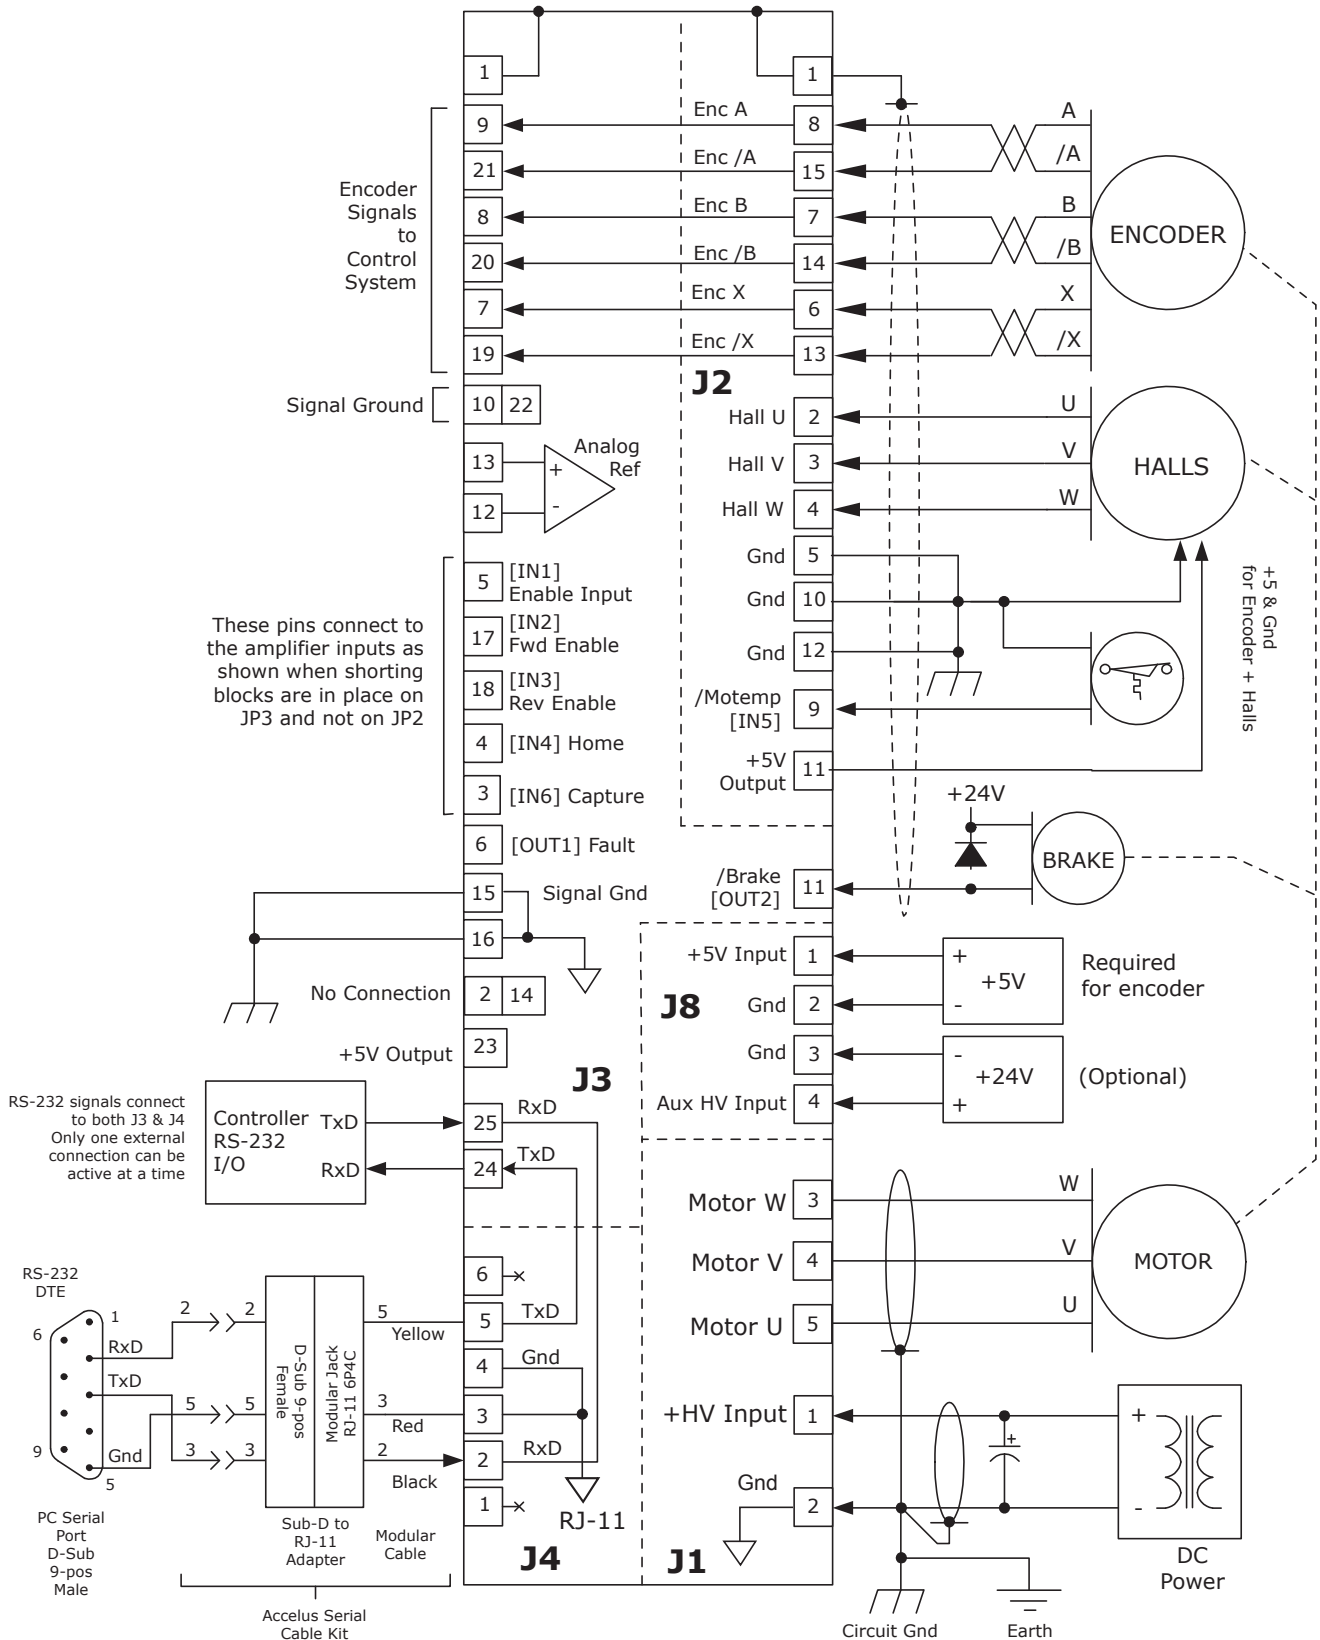 1
1
9
Enc A
8
A
21
Enc /A
15
/A
Encoder
Signals
to
Control
System
8
Enc B
7
B
20
Enc /B
14
/B
ENCODER
7
Enc X
6
X
19
Enc /X
13
/X
J2
Signal Ground
10
22
Hall U
2
U
Hall V
3
V
Hall W
4
W
HALLS
13
12
+
-
Analog
Ref
Gnd
5
Gnd
10
Gnd
12
/Motemp
[IN5]
9
+5V
Output
11
+5 & Gnd
for Encoder + Halls
These pins connect to
the amplifier inputs as
shown when shorting
blocks are in place on
JP3 and not on JP2
5
[IN1]
Enable Input
17
[IN2]
Fwd Enable
18
[IN3]
Rev Enable
4
[IN4] Home
3
[IN6] Capture
6
[OUT1] Fault
+24V
BRAKE
/Brake
[OUT2]
11
15
Signal Gnd
16
No Connection
2
14
+5V Output
23
J3
J8
+5V Input
1
+
+5V
-
Required
for encoder
Gnd
2
Gnd
3
-
+24V
+
(Optional)
Aux HV Input
4
RS-232 signals connect
to both J3 & J4
Only one external
connection can be
active at a time
Controller
RS-232
I/O
TxD
RxD
25
RxD
24
TxD
Motor W
3
W
Motor V
4
V
Motor U
5
U
MOTOR
RS-232
DTE
1
6
RxD
TxD
9
Gnd
5
2
2
5
5
3
3
D-Sub 9-pos
Female
Modular Jack
RJ-11 6P4C
5
Yellow
3
Red
2
Black
6
5
TxD
4
Gnd
3
2
RxD
1
RJ-11
J4
J1
+HV Input
1
Gnd
2
+
+
-
DC
Power
PC Serial
Port
D-Sub
9-pos
Male
Sub-D to
RJ-11
Adapter
Modular
Cable
Accelus Serial
Cable Kit
Circuit Gnd
Earth